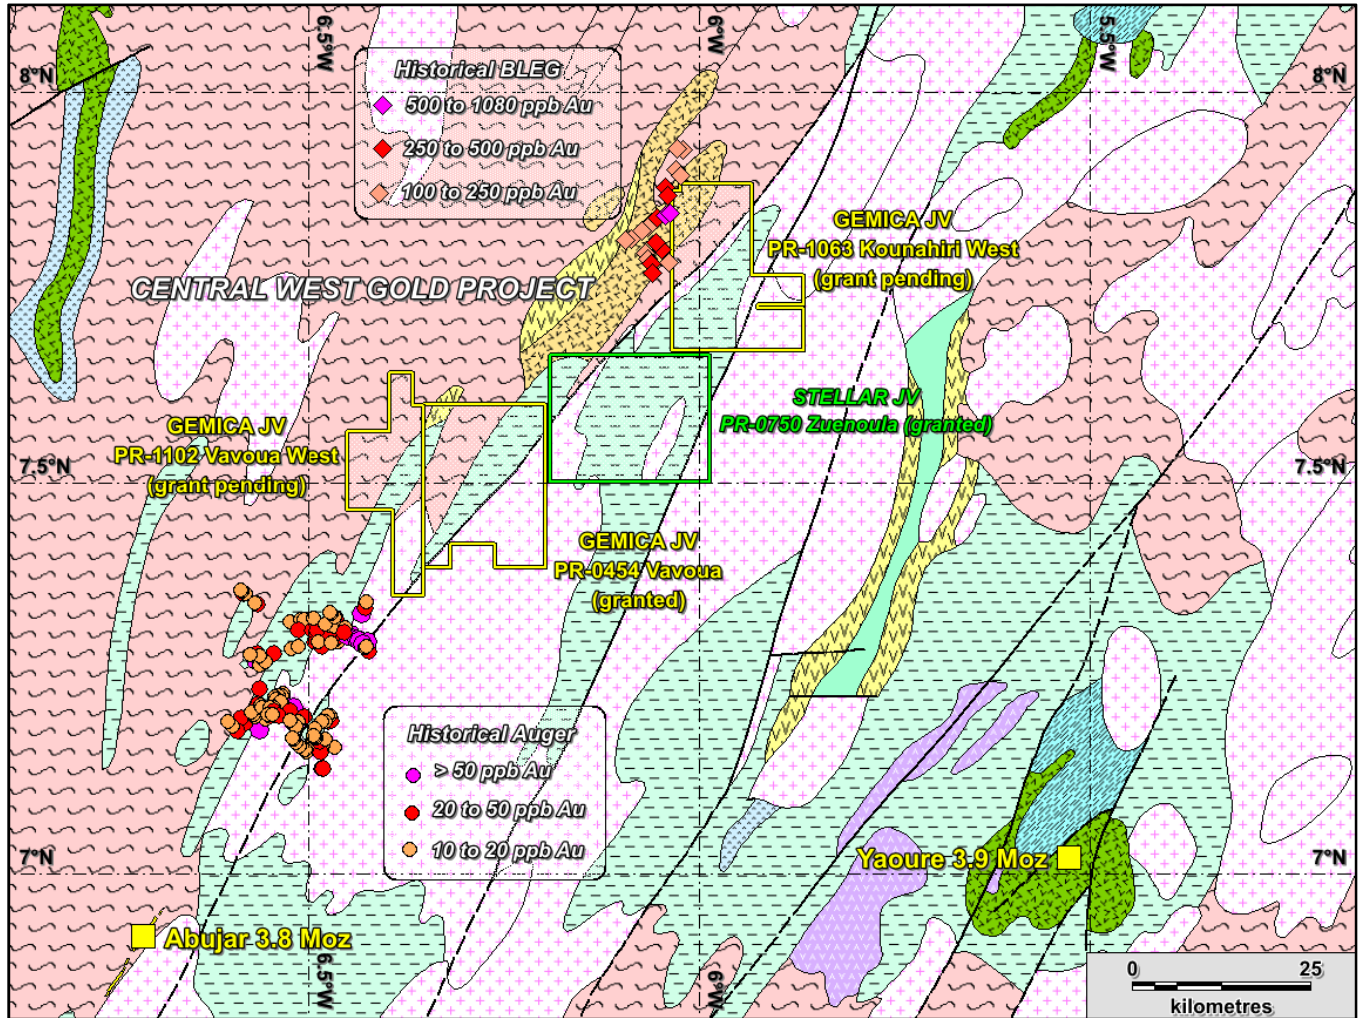 6.5°W
6°W
5.5°W
8°N
8°N
Historical BLEG
500 to 1080 ppb Au
250 to 500 ppb Au
100 to 250 ppb Au
GEMICA JV
PR-1063 Kounahiri West
(grant pending)
CENTRAL WEST GOLD PROJECT
STELLAR JV
PR-0750 Zuenoula (granted)
GEMICA JV
PR-1102 Vavoua West
(grant pending)
7.5°N
7.5°N
GEMICA JV
PR-0454 Vavoua
(granted)
Historical Auger
> 50 ppb Au
20 to 50 ppb Au
10 to 20 ppb Au
7°N
7°N
Yaoure 3.9 Moz
Abujar 3.8 Moz
6.5°W
6°W
0 25
kilometres